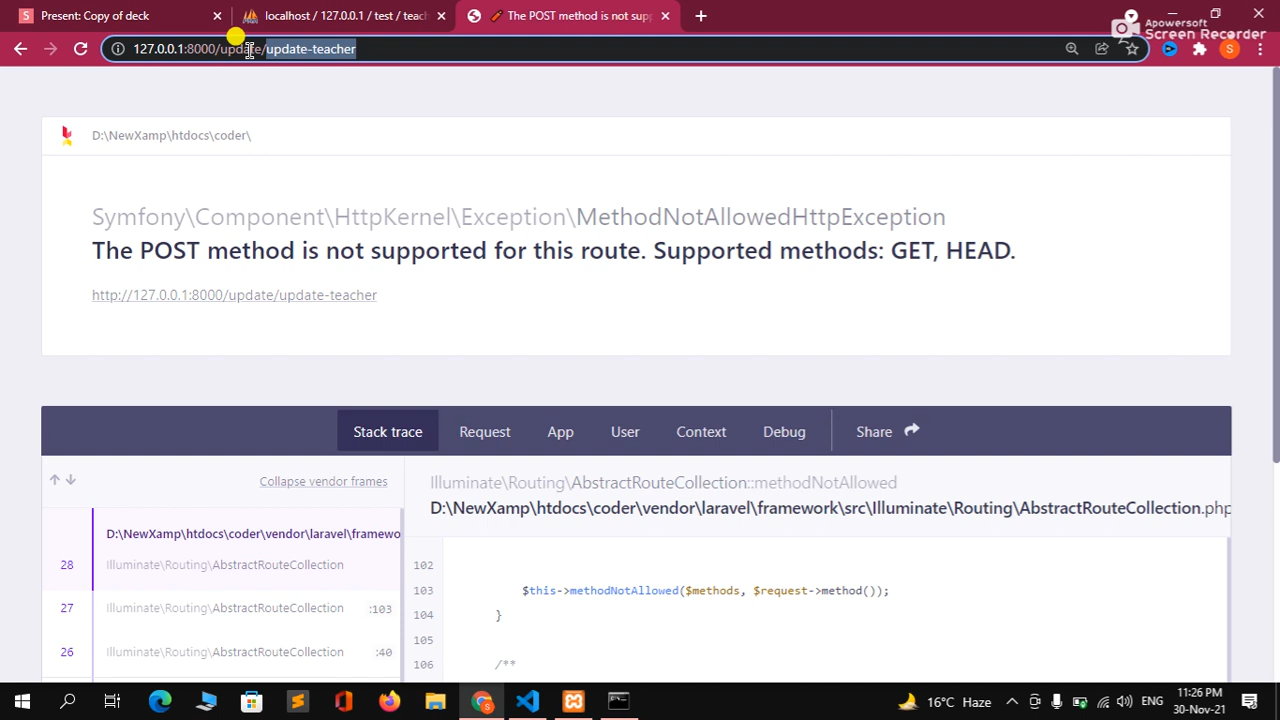 Present: Copy of deck
localhost / 127.0.0.1 / test / teach
The POST method is not supp
Apowersoft
Screen Recorder
127.0.0.1:8000/update/update-teacher
S
D:\NewXamp\htdocs\coder\
Symfony\Component\HttpKernel\Exception\MethodNotAllowedHttpException
The POST method is not supported for this route. Supported methods: GET, HEAD.
http://127.0.0.1:8000/update/update-teacher
Stack trace Request App User Context Debug Share
Collapse vendor frames
Illuminate\Routing\AbstractRouteCollection::methodNotAllowed
D:\NewXamp\htdocs\coder\vendor\laravel\framework\src\Illuminate\Routing\AbstractRouteCollection.php
D:\NewXamp\htdocs\coder\vendor\laravel\framewo
28 Illuminate\Routing\AbstractRouteCollection
27 Illuminate\Routing\AbstractRouteCollection :103
26 Illuminate\Routing\AbstractRouteCollection :40
102
103 $this->methodNotAllowed($methods, $request->method());
104 }
105
106 /**
16°C Haze
ENG
11:26 PM
30-Nov-21